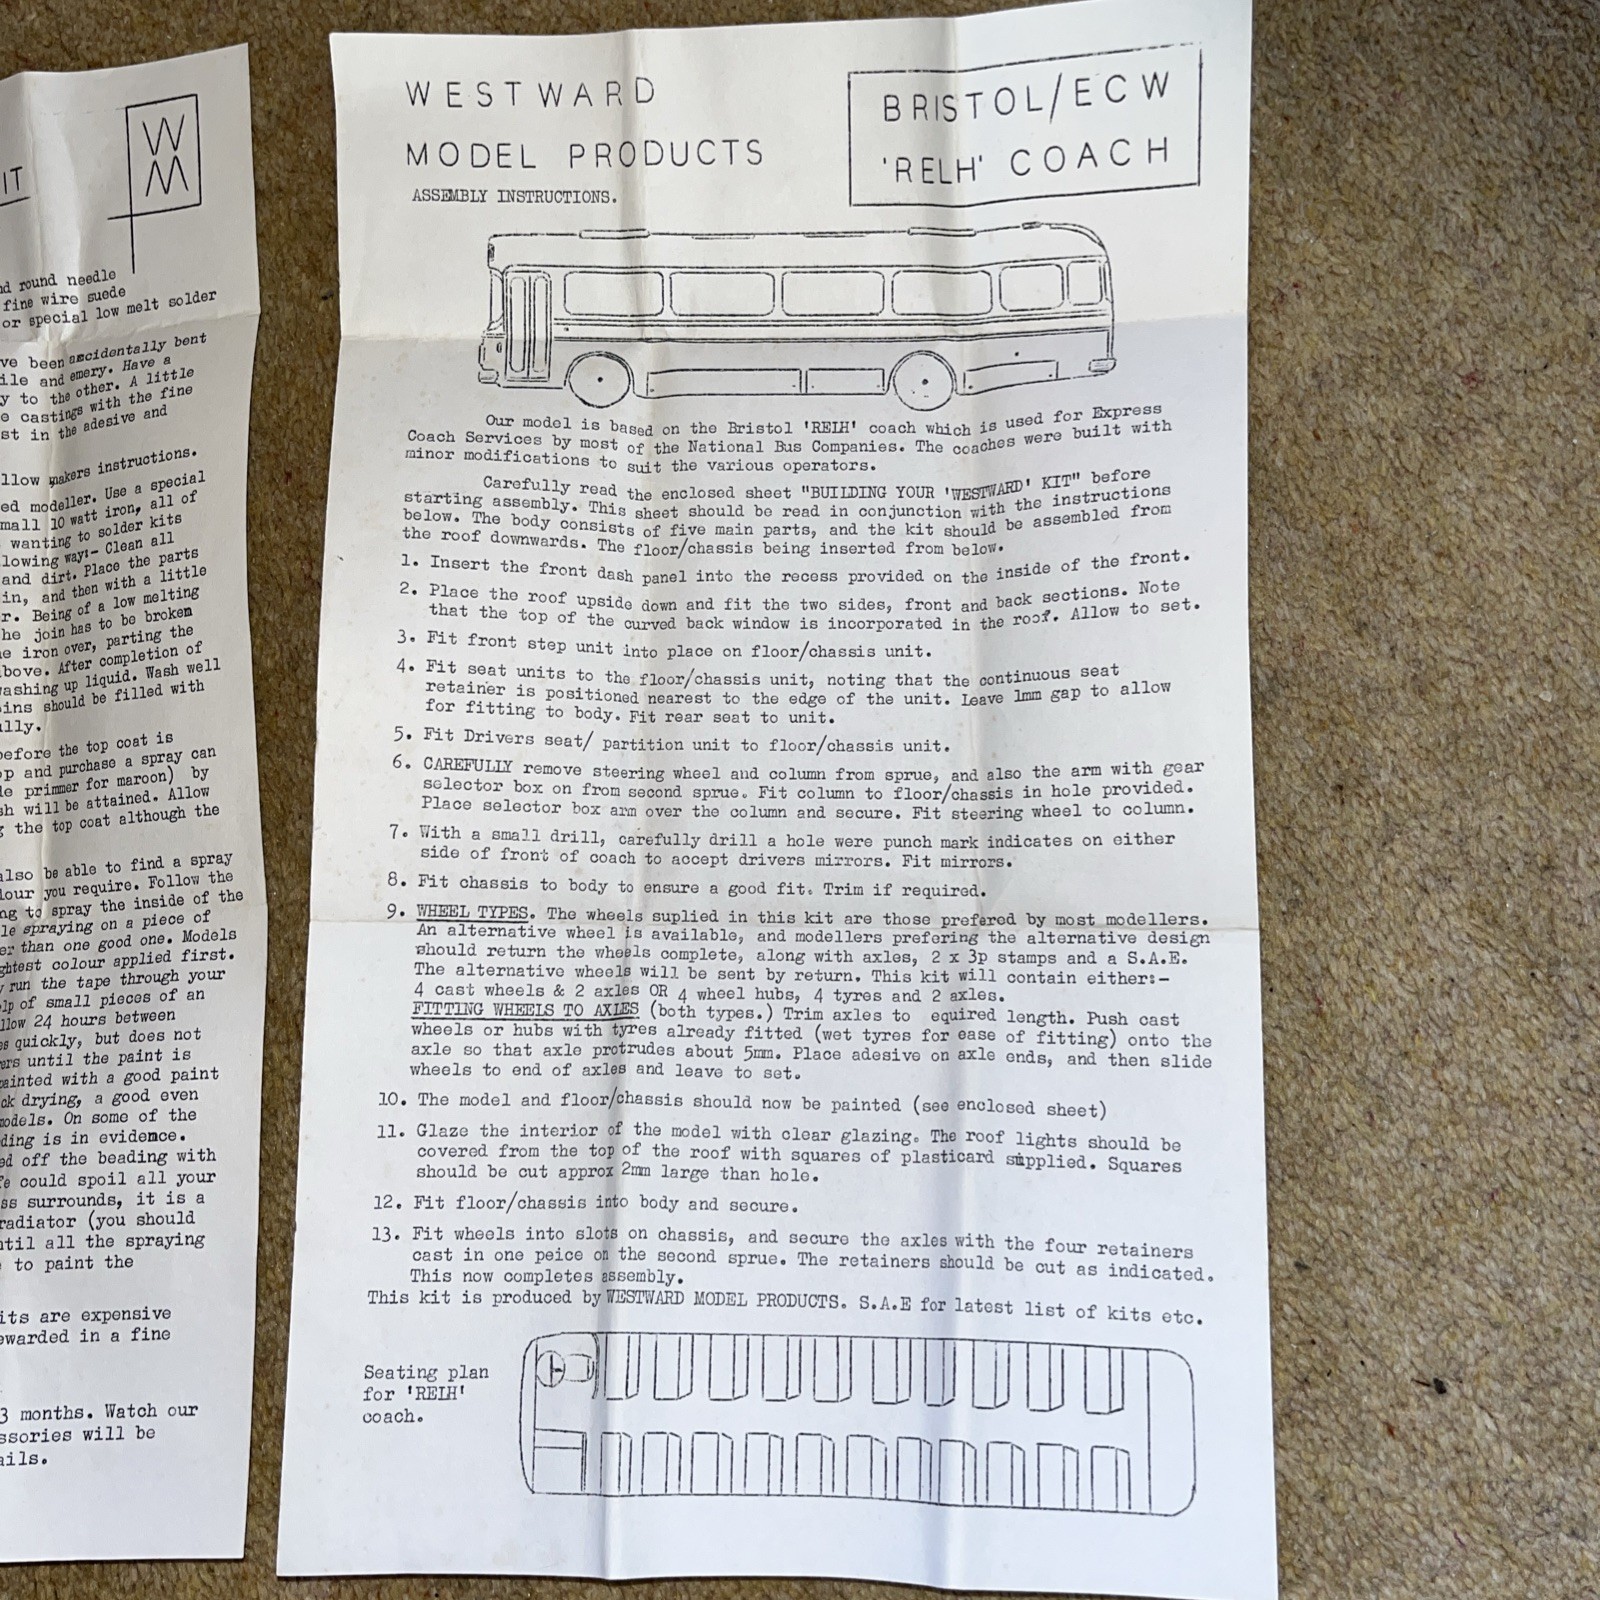 IT
WM
nd round needle
fine wire suede
or special low melt solder
ve been accidentally bent
ile and emery. Have a
y to the other. A little
e castings with the fine
st in the adesive and
llow makers instructions.
ed modeller. Use a special
mall 10 watt iron, all of
wanting to solder kits
lowing way:- Clean all
and dirt. Place the parts
in, and then with a little
r. Being of a low melting
he join has to be broken
e iron over, parting the
bove. After completion of
washing up liquid. Wash well
ins should be filled with
lly.
before the top coat is
op and purchase a spray can
le primmer for maroon) by
sh will be attained. Allow
g the top coat although the
also be able to find a spray
lour you require. Follow the
ng to spray the inside of the
le spraying on a piece of
er than one good one. Models
ghtest colour applied first.
y run the tape through your
lp of small pieces of an
llow 24 hours between
es quickly, but does not
ers until the paint is
painted with a good paint
ck drying, a good even
models. On some of the
ding is in evidence.
ed off the beading with
fe could spoil all your
ss surrounds, it is a
radiator (you should
ntil all the spraying
to paint the
its are expensive
ewarded in a fine
3 months. Watch our
ssories will be
ails.
WESTWARD
MODEL PRODUCTS
ASSEMBLY INSTRUCTIONS.
BRISTOL/ECW
'RELH' COACH
Our model is based on the Bristol 'RELH' coach which is used for Express
Coach Services by most of the National Bus Companies. The coaches were built with
minor modifications to suit the various operators.
Carefully read the enclosed sheet "BUILDING YOUR 'WESTWARD' KIT" before
starting assembly. This sheet should be read in conjunction with the instructions
below. The body consists of five main parts, and the kit should be assembled from
the roof downwards. The floor/chassis being inserted from below.
1. Insert the front dash panel into the recess provided on the inside of the front.
2. Place the roof upside down and fit the two sides, front and back sections. Note
that the top of the curved back window is incorporated in the roof. Allow to set.
3. Fit front step unit into place on floor/chassis unit.
4. Fit seat units to the floor/chassis unit, noting that the continuous seat
retainer is positioned nearest to the edge of the unit. Leave 1mm gap to allow
for fitting to body. Fit rear seat to unit.
5. Fit Drivers seat/ partition unit to floor/chassis unit.
6. CAREFULLY remove steering wheel and column from sprue, and also the arm with gear
selector box on from second sprue. Fit column to floor/chassis in hole provided.
Place selector box arm over the column and secure. Fit steering wheel to column.
7. With a small drill, carefully drill a hole were punch mark indicates on either
side of front of coach to accept drivers mirrors. Fit mirrors.
8. Fit chassis to body to ensure a good fit. Trim if required.
9. WHEEL TYPES. The wheels suplied in this kit are those prefered by most modellers.
An alternative wheel is available, and modellers prefering the alternative design
should return the wheels complete, along with axles, 2 x 3p stamps and a S.A.E.
The alternative wheels will be sent by return. This kit will contain either:-
4 cast wheels & 2 axles OR 4 wheel hubs, 4 tyres and 2 axles.
FITTING WHEELS TO AXLES (both types.) Trim axles to equired length. Push cast
wheels or hubs with tyres already fitted (wet tyres for ease of fitting) onto the
axle so that axle protrudes about 5mm. Place adesive on axle ends, and then slide
wheels to end of axles and leave to set.
10. The model and floor/chassis should now be painted (see enclosed sheet)
11. Glaze the interior of the model with clear glazing. The roof lights should be
covered from the top of the roof with squares of plasticard supplied. Squares
should be cut approx 2mm large than hole.
12. Fit floor/chassis into body and secure.
13. Fit wheels into slots on chassis, and secure the axles with the four retainers
cast in one peice on the second sprue. The retainers should be cut as indicated.
This now completes assembly.
This kit is produced by WESTWARD MODEL PRODUCTS. S.A.E for latest list of kits etc.
Seating plan
for 'RELH'
coach.